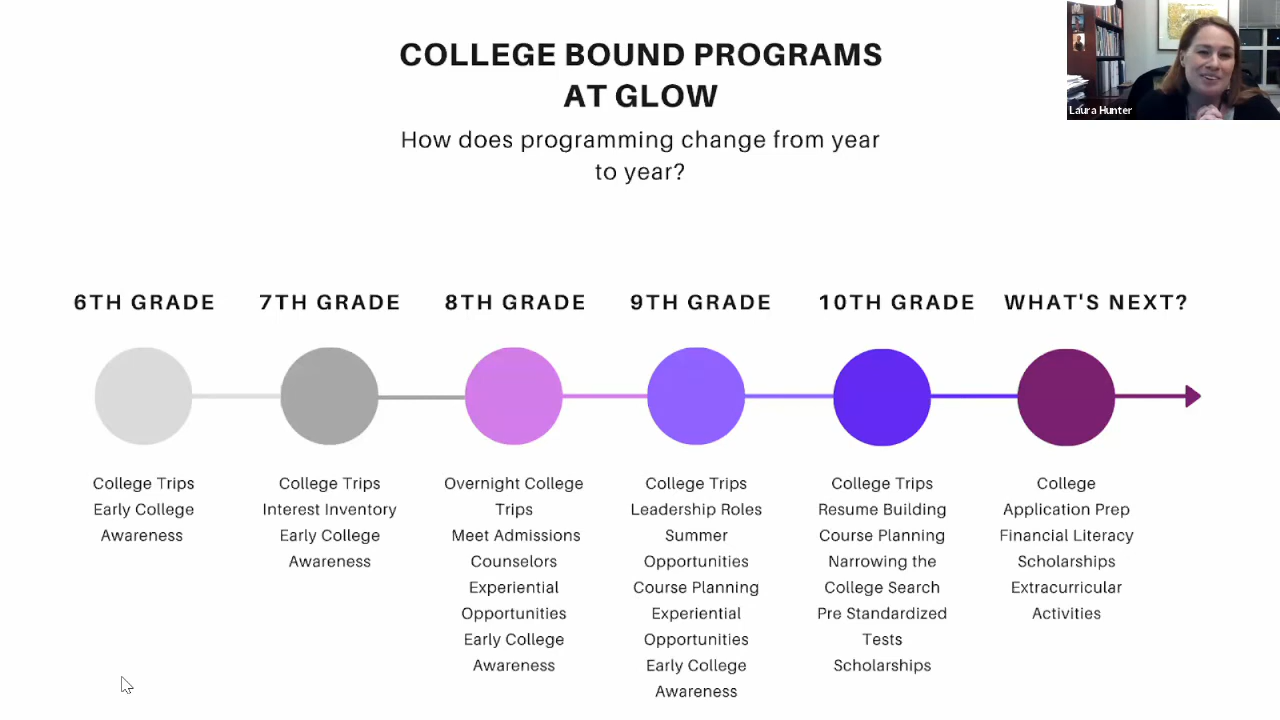 COLLEGE BOUND PROGRAMS
AT GLOW
How does programming change from year
to year?
Laura Hunter
6TH GRADE
7TH GRADE
8TH GRADE
9TH GRADE
10TH GRADE
WHAT'S NEXT?
College Trips
Early College
Awareness
College Trips
Interest Inventory
Early College
Awareness
Overnight College
Trips
Meet Admissions
Counselors
Experiential
Opportunities
Early College
Awareness
College Trips
Leadership Roles
Summer
Opportunities
Course Planning
Experiential
Opportunities
Early College
Awareness
College Trips
Resume Building
Course Planning
Narrowing the
College Search
Pre Standardized
Tests
Scholarships
College
Application Prep
Financial Literacy
Scholarships
Extracurricular
Activities